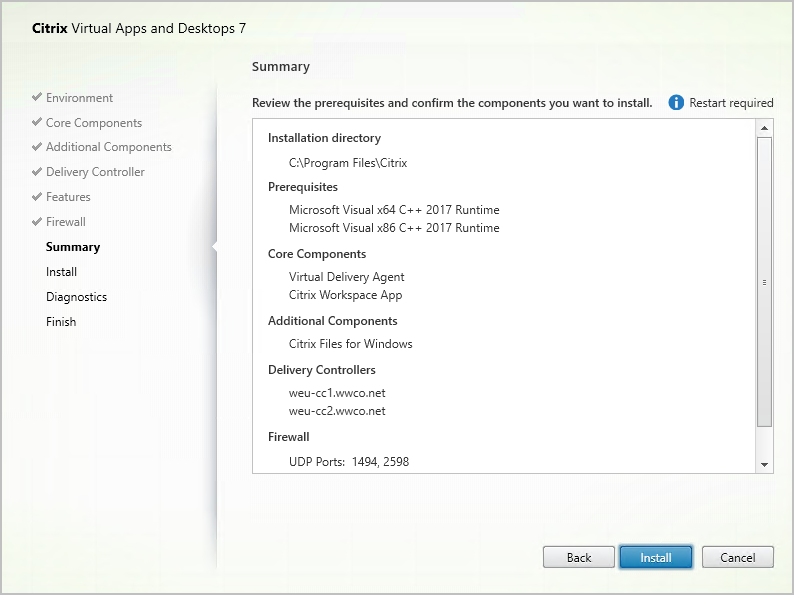 Citrix Virtual Apps and Desktops 7
Environment
Core Components
Additional Components
Delivery Controller
Features
Firewall
Summary
Install
Diagnostics
Finish
Summary
Review the prerequisites and confirm the components you want to install.
Restart required
Installation directory
C:\Program Files\Citrix
Prerequisites
Microsoft Visual x64 C++ 2017 Runtime
Microsoft Visual x86 C++ 2017 Runtime
Core Components
Virtual Delivery Agent
Citrix Workspace App
Additional Components
Citrix Files for Windows
Delivery Controllers
weu-cc1.wwco.net
weu-cc2.wwco.net
Firewall
UDP Ports: 1494, 2598
Back
Install
Cancel